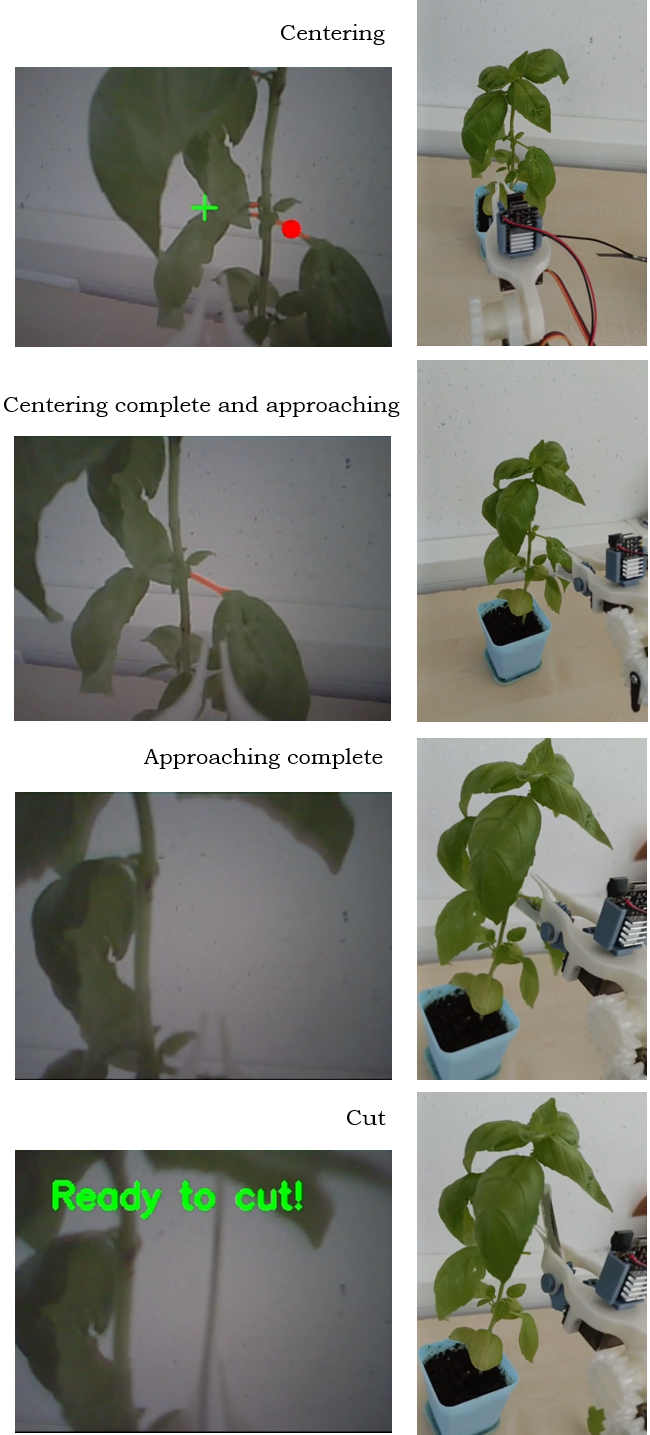 Centering
Centering complete and approaching
Approaching complete
Cut
Ready to cut!